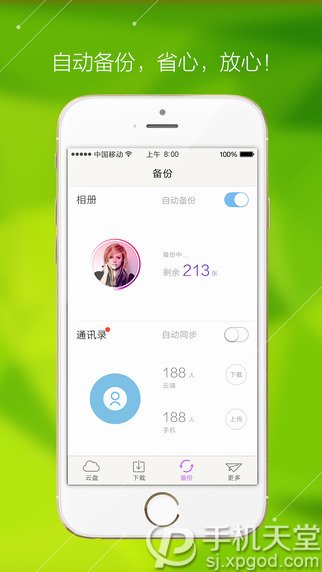 自动备份，省心，放心！
中国移动 上午 8:00 100%
备份
相册 自动备份
备份中...
剩余 213 张
通讯录 自动同步
188 人 下载
云端
188 人 上传
手机
云盘 下载 备份 更多
手机天堂
sj.xpgod.com